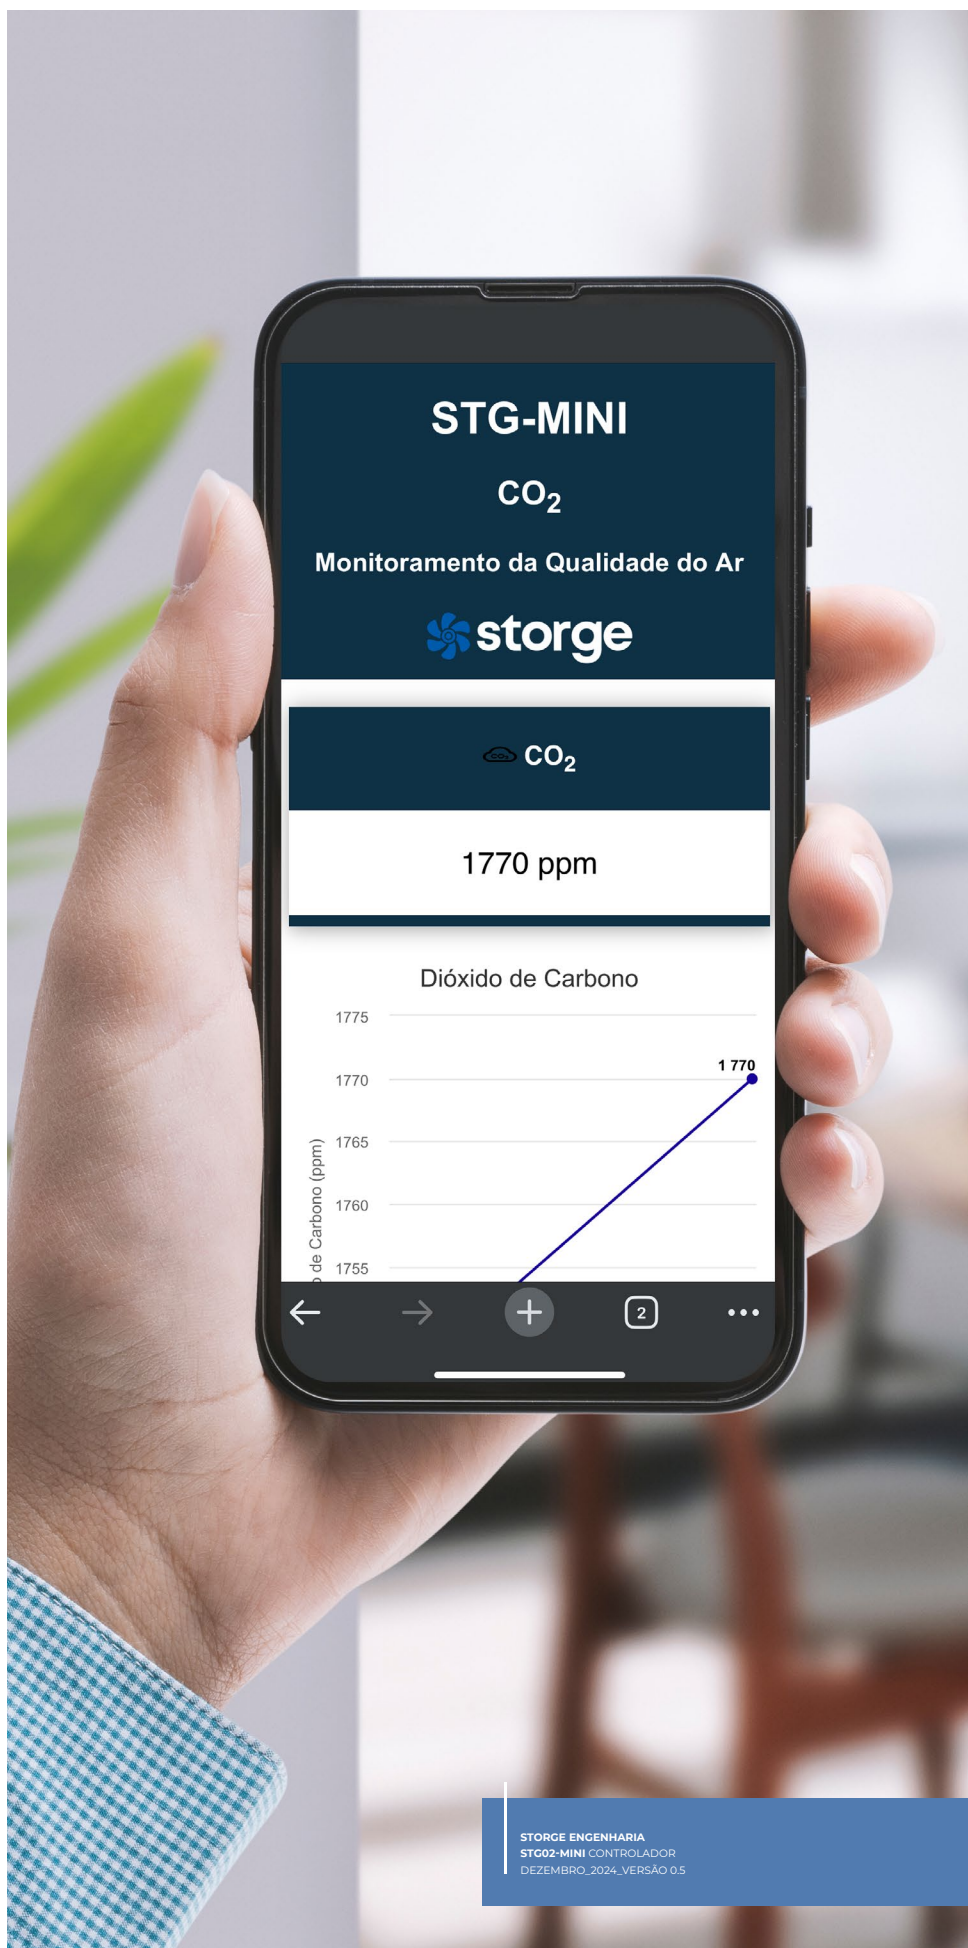 STG-MINI
CO₂
Monitoramento da Qualidade do Ar
storge
CO₂ CO₂
1770 ppm
Dióxido de Carbono
1775
1 770
1770
1765
1760
1755
de Carbono (ppm)
2
STORGE ENGENHARIA
STG02-MINI CONTROLADOR
DEZEMBRO_2024_VERSÃO 0.5